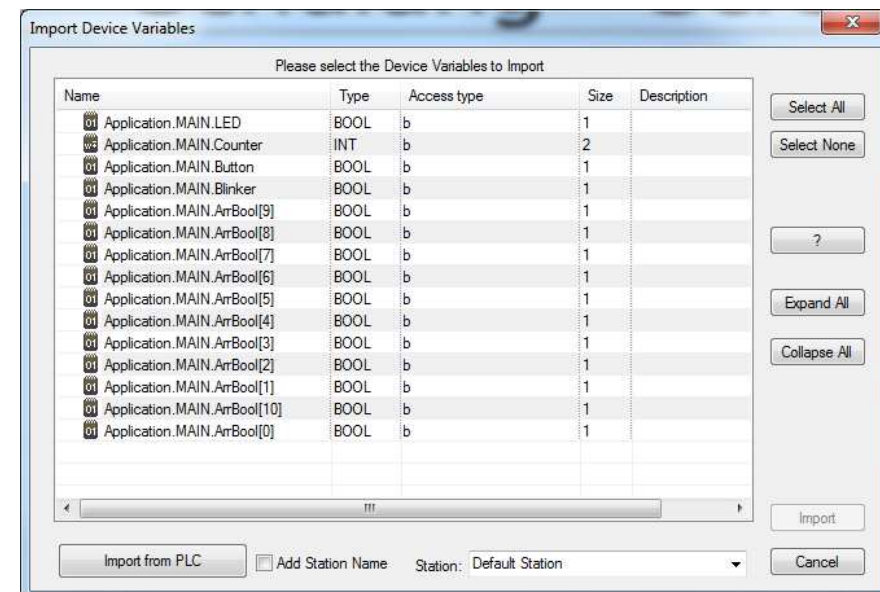 Import Device Variables
Please select the Device Variables to Import
Name Type Access type Size Description
Application.MAIN.LED BOOL b 1
Application.MAIN.Counter INT b 2
Application.MAIN.Button BOOL b 1
Application.MAIN.Blinker BOOL b 1
Application.MAIN.ArrBool[9] BOOL b 1
Application.MAIN.ArrBool[8] BOOL b 1
Application.MAIN.ArrBool[7] BOOL b 1
Application.MAIN.ArrBool[6] BOOL b 1
Application.MAIN.ArrBool[5] BOOL b 1
Application.MAIN.ArrBool[4] BOOL b 1
Application.MAIN.ArrBool[3] BOOL b 1
Application.MAIN.ArrBool[2] BOOL b 1
Application.MAIN.ArrBool[1] BOOL b 1
Application.MAIN.ArrBool[10] BOOL b 1
Application.MAIN.ArrBool[0] BOOL b 1
Select All
Select None
?
Expand All
Collapse All
Import
Import from PLC Add Station Name Station: Default Station Cancel